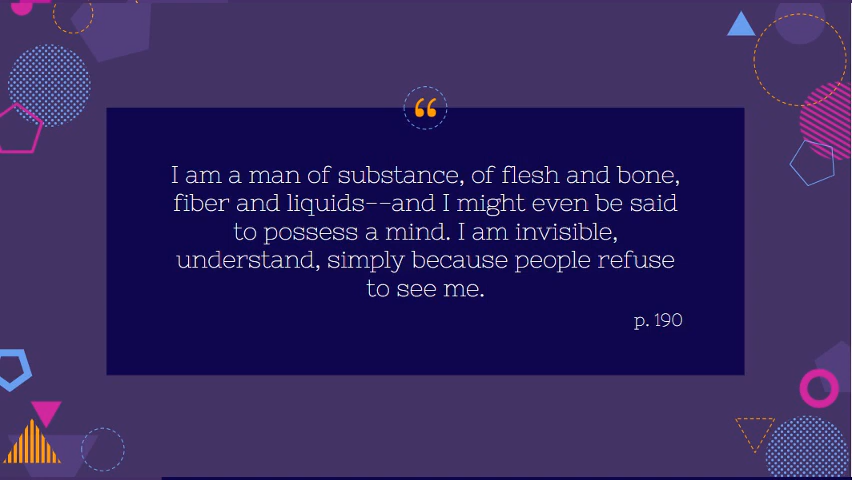 “
I am a man of substance, of flesh and bone,
fiber and liquids--and I might even be said
to possess a mind. I am invisible,
understand, simply because people refuse
to see me.
p. 190